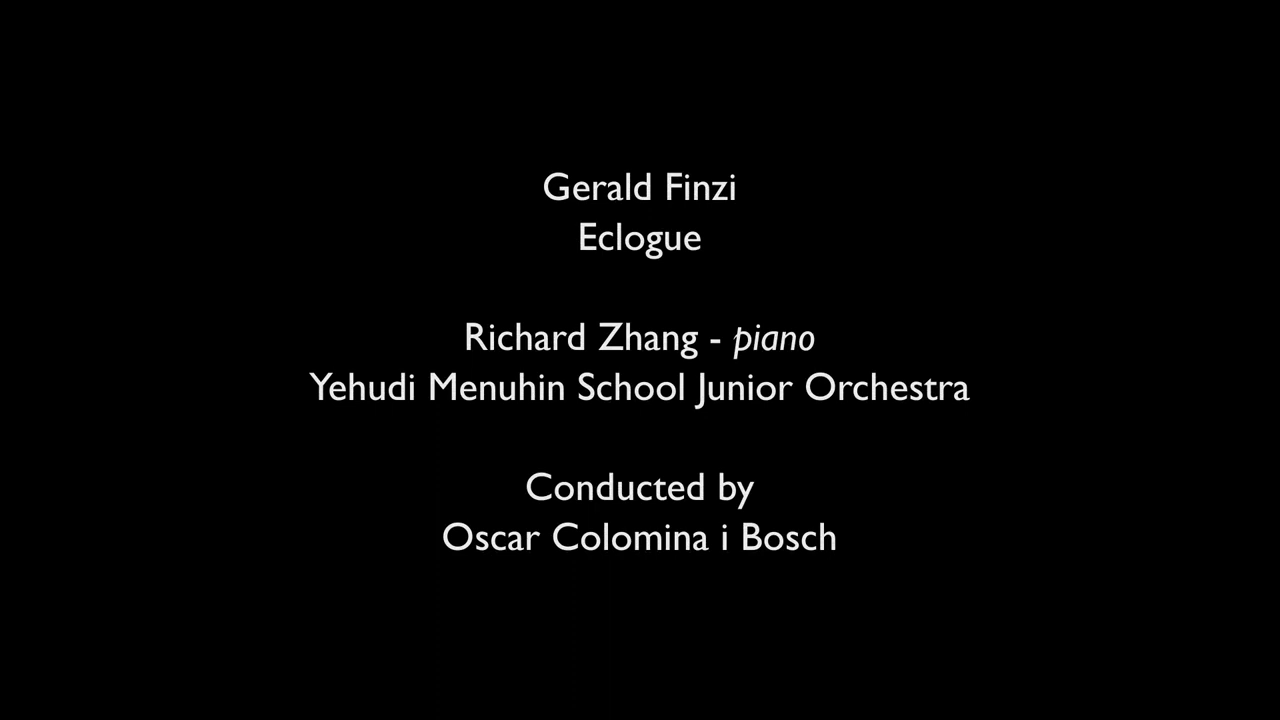 Gerald Finzi
Eclogue
Richard Zhang - piano
Yehudi Menuhin School Junior Orchestra
Conducted by
Oscar Colomina i Bosch